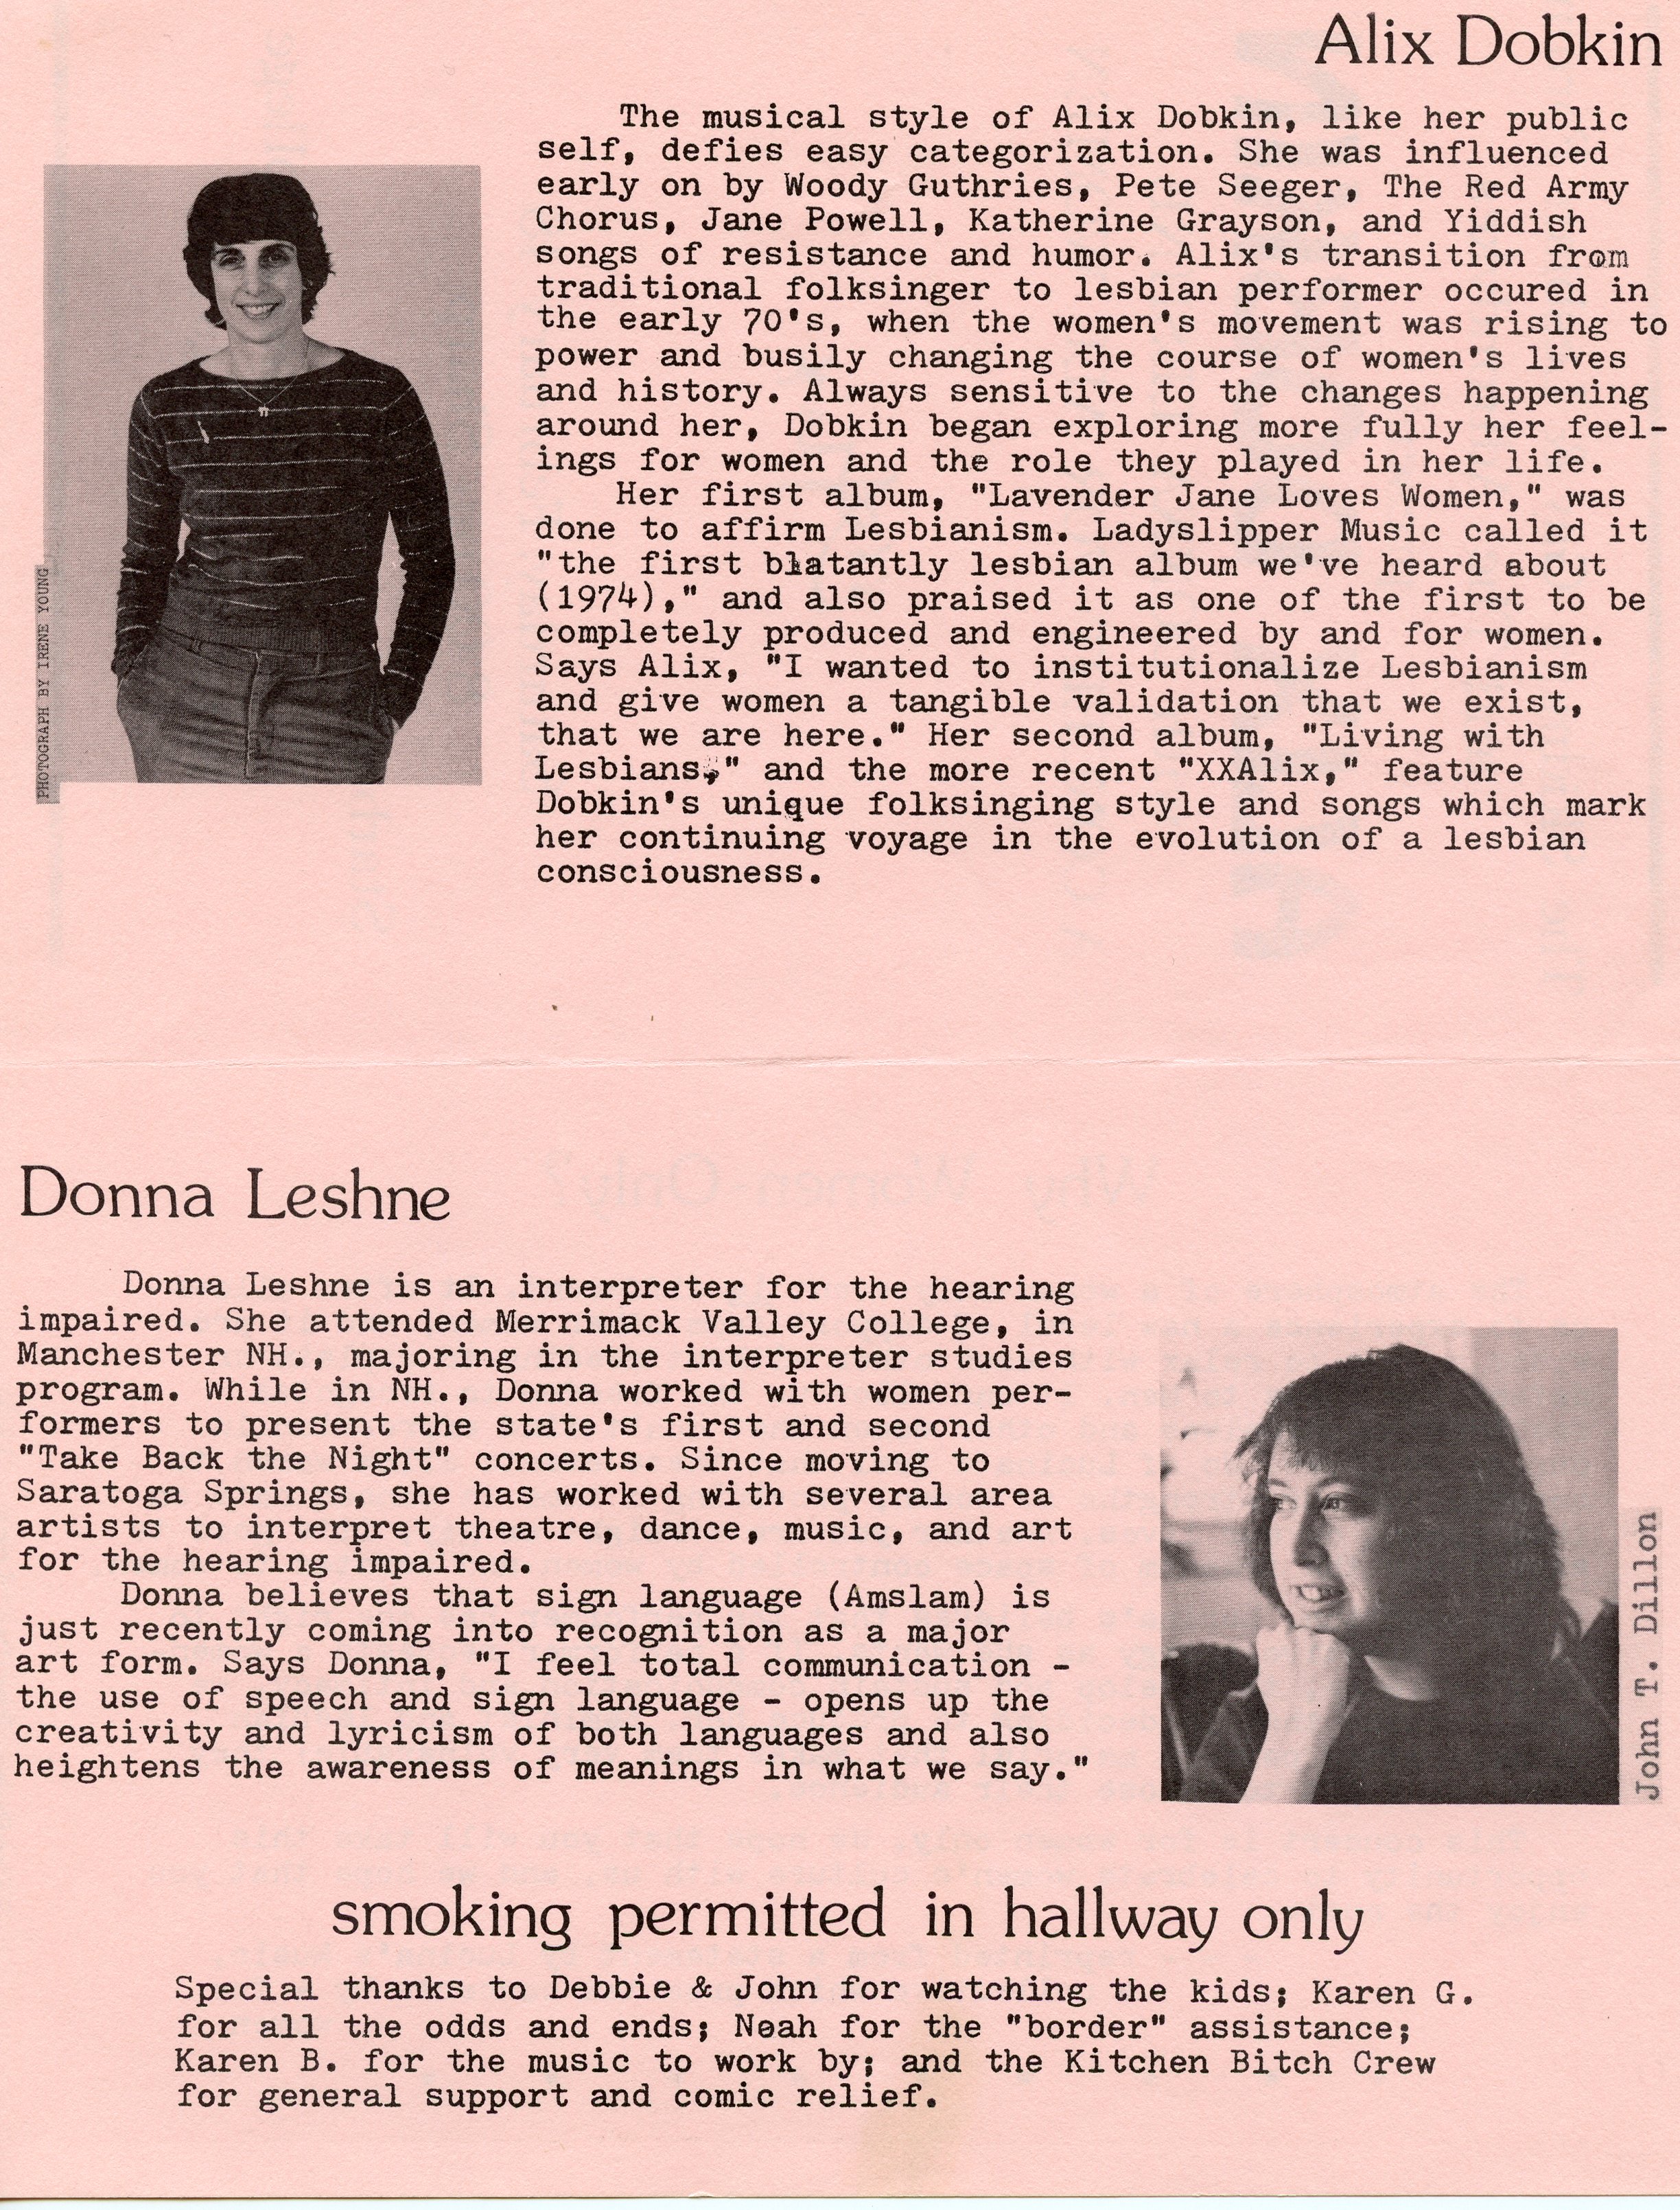 Alix Dobkin
The musical style of Alix Dobkin, like her public
self, defies easy categorization. She was influenced
early on by Woody Guthries, Pete Seeger, The Red Army
Chorus, Jane Powell, Katherine Grayson, and Yiddish
songs of resistance and humor. Alix's transition from
traditional folksinger to lesbian performer occured in
the early 70's, when the women's movement was rising to
power and busily changing the course of women's lives
and history. Always sensitive to the changes happening
around her, Dobkin began exploring more fully her feel-
ings for women and the role they played in her life.
Her first album, "Lavender Jane Loves Women," was
done to affirm Lesbianism. Ladyslipper Music called it
"the first blatantly lesbian album we've heard about
(1974)," and also praised it as one of the first to be
completely produced and engineered by and for women.
Says Alix, "I wanted to institutionalize Lesbianism
and give women a tangible validation that we exist,
that we are here." Her second album, "Living with
Lesbians," and the more recent "XXAlix," feature
Dobkin's unique folksinging style and songs which mark
her continuing voyage in the evolution of a lesbian
consciousness.
PHOTOGRAPH BY IRENE YOUNG
Donna Leshne
Donna Leshne is an interpreter for the hearing
impaired. She attended Merrimack Valley College, in
Manchester NH., majoring in the interpreter studies
program. While in NH., Donna worked with women per-
formers to present the state's first and second
"Take Back the Night" concerts. Since moving to
Saratoga Springs, she has worked with several area
artists to interpret theatre, dance, music, and art
for the hearing impaired.
Donna believes that sign language (Amslam) is
just recently coming into recognition as a major
art form. Says Donna, "I feel total communication -
the use of speech and sign language - opens up the
creativity and lyricism of both languages and also
heightens the awareness of meanings in what we say."
John T. Dillon
smoking permitted in hallway only
Special thanks to Debbie & John for watching the kids; Karen G.
for all the odds and ends; Noah for the "border" assistance;
Karen B. for the music to work by; and the Kitchen Bitch Crew
for general support and comic relief.